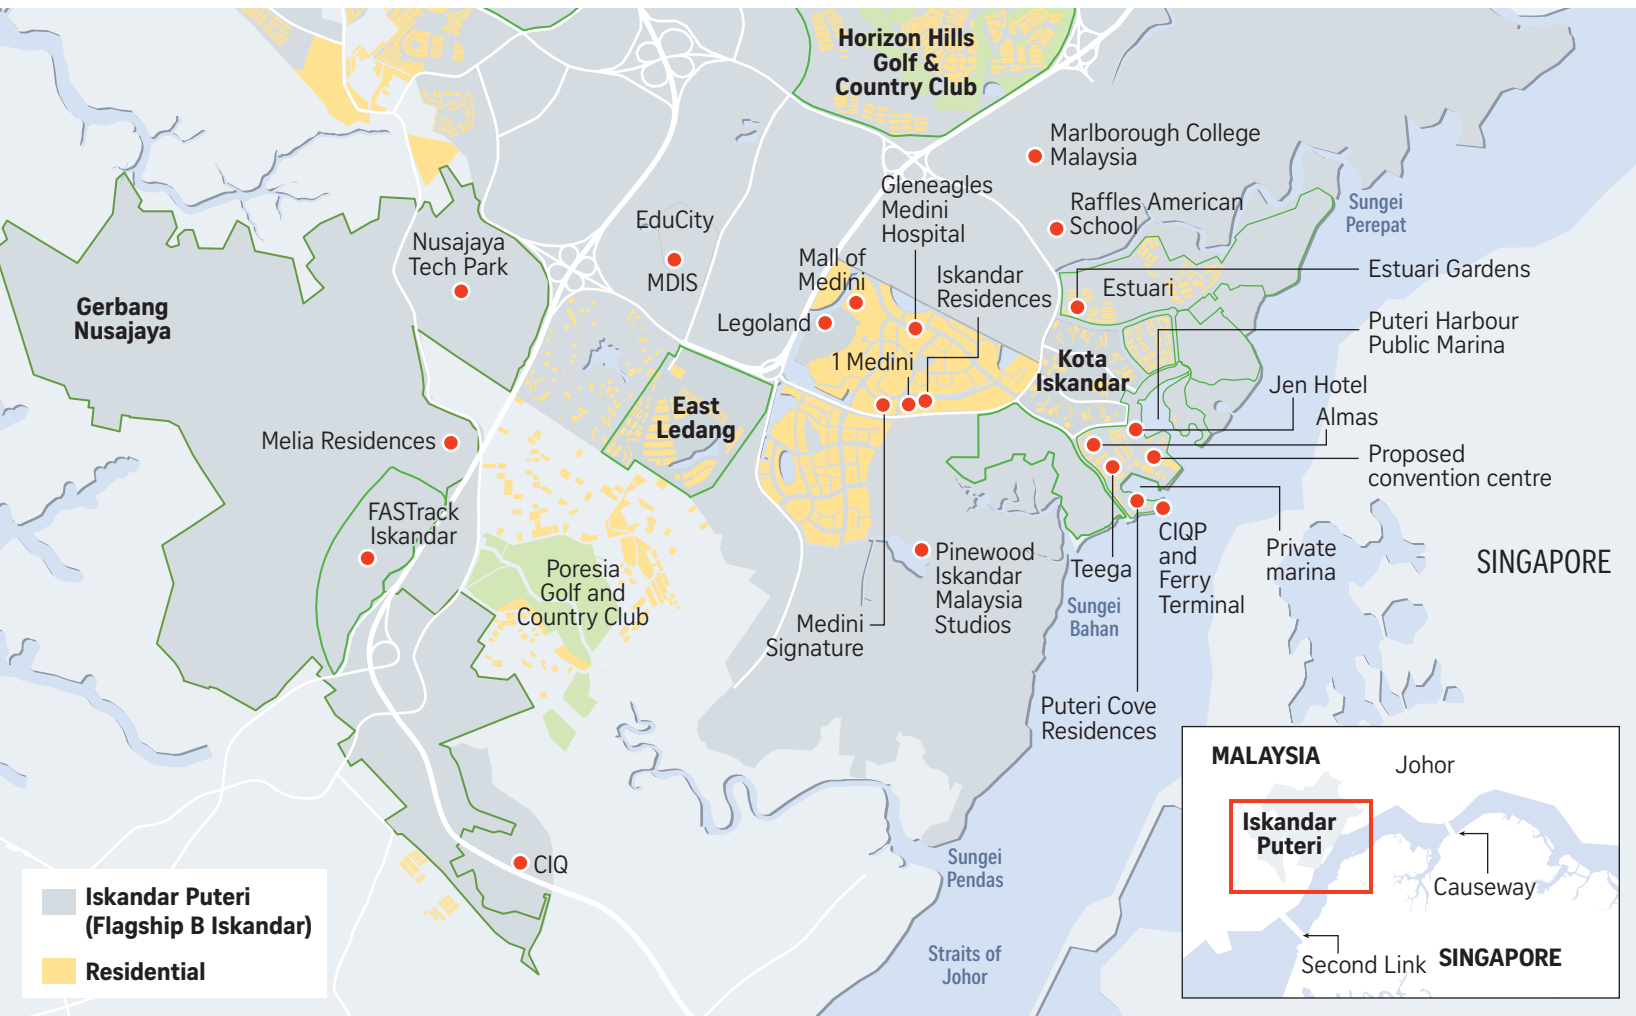 Horizon Hills
Golf &
Country Club
Marlborough College
Malaysia
Gleneagles
Medini
Hospital
Raffles American
School
Sungei
Perepat
EduCity
MDIS
Nusajaya
Tech Park
Mall of
Medini
Iskandar
Residences
Estuari Gardens
Estuari
Gerbang
Nusajaya
Legoland
Puteri Harbour
Public Marina
1 Medini
Kota
Iskandar
Jen Hotel
Almas
East
Ledang
Melia Residences
Proposed
convention centre
FASTrack
Iskandar
CIQP
and
Ferry
Terminal
Private
marina
SINGAPORE
Pinewood
Iskandar
Malaysia
Studios
Teega
Sungei
Bahan
Poresia
Golf and
Country Club
Medini
Signature
Puteri Cove
Residences
MALAYSIA
Johor
Iskandar
Puteri
Causeway
Second Link
SINGAPORE
CIQ
Sungei
Pendas
Straits of
Johor
Iskandar Puteri
(Flagship B Iskandar)
Residential